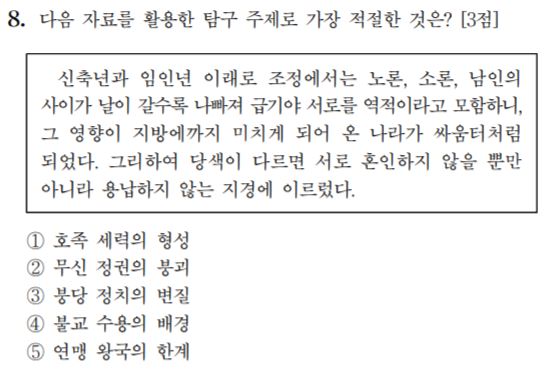 8. 다음 자료를 활용한 탐구 주제로 가장 적절한 것은? [3점]
신축년과 임인년 이래로 조정에서는 노론, 소론, 남인의
사이가 날이 갈수록 나빠져 급기야 서로를 역적이라고 모함하니,
그 영향이 지방에까지 미치게 되어 온 나라가 싸움터처럼
되었다. 그리하여 당색이 다르면 서로 혼인하지 않을 뿐만
아니라 용납하지 않는 지경에 이르렀다.
① 호족 세력의 형성
② 무신 정권의 붕괴
③ 붕당 정치의 변질
④ 불교 수용의 배경
⑤ 연맹 왕국의 한계